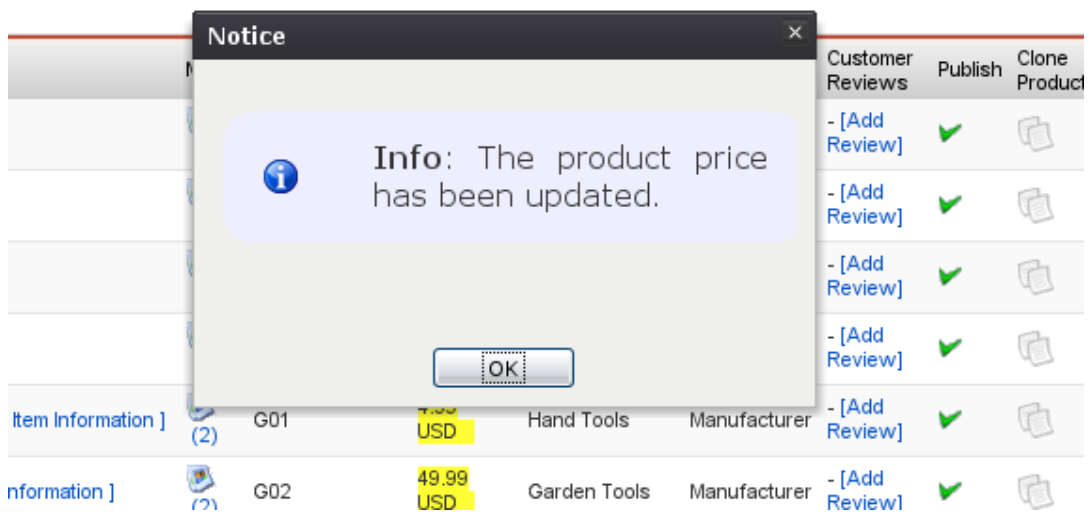 Notice
Customer Reviews
Publish
Clone Product
Info: The product price
has been updated.
OK
- [Add
Review]
- [Add
Review]
- [Add
Review]
- [Add
Review]
Item Information ] (2) G01 USD Hand Tools Manufacturer - [Add Review]
nformation ] (2) G02 49.99 USD Garden Tools Manufacturer - [Add Review]